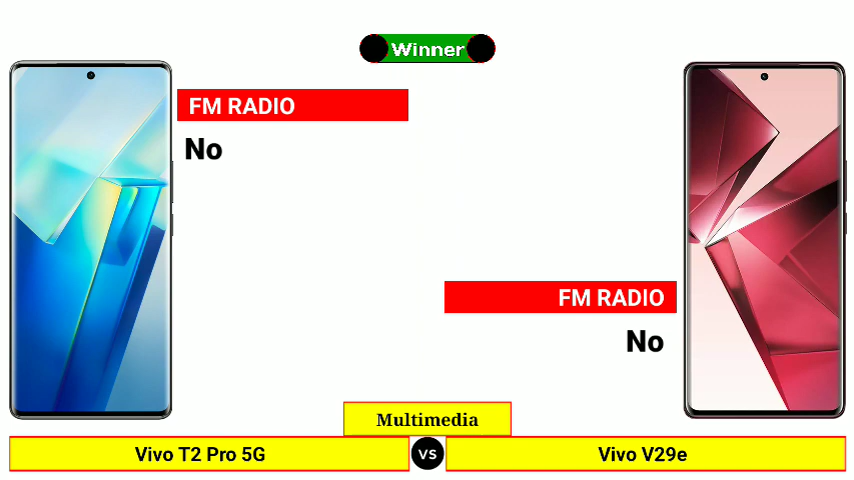 Winner
FM RADIO
No
FM RADIO
No
Multimedia
Vivo T2 Pro 5G
VS
Vivo V29e